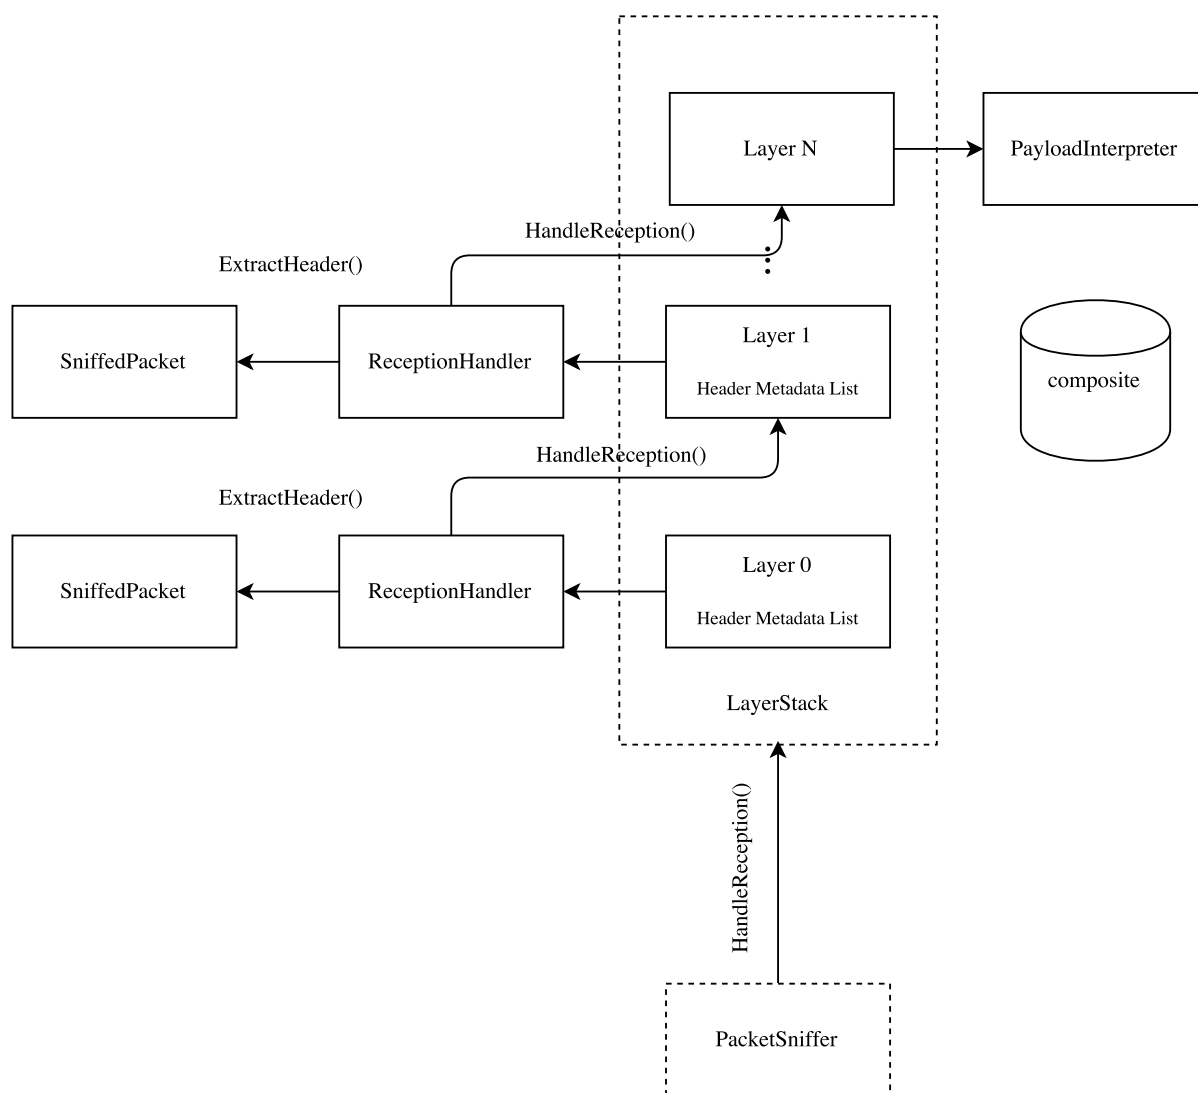 Layer N
PayloadInterpreter
HandleReception()
ExtractHeader()
SniffedPacket
ReceptionHandler
Layer 1
Header Metadata List
composite
HandleReception()
ExtractHeader()
SniffedPacket
ReceptionHandler
Layer 0
Header Metadata List
LayerStack
HandleReception()
PacketSniffer